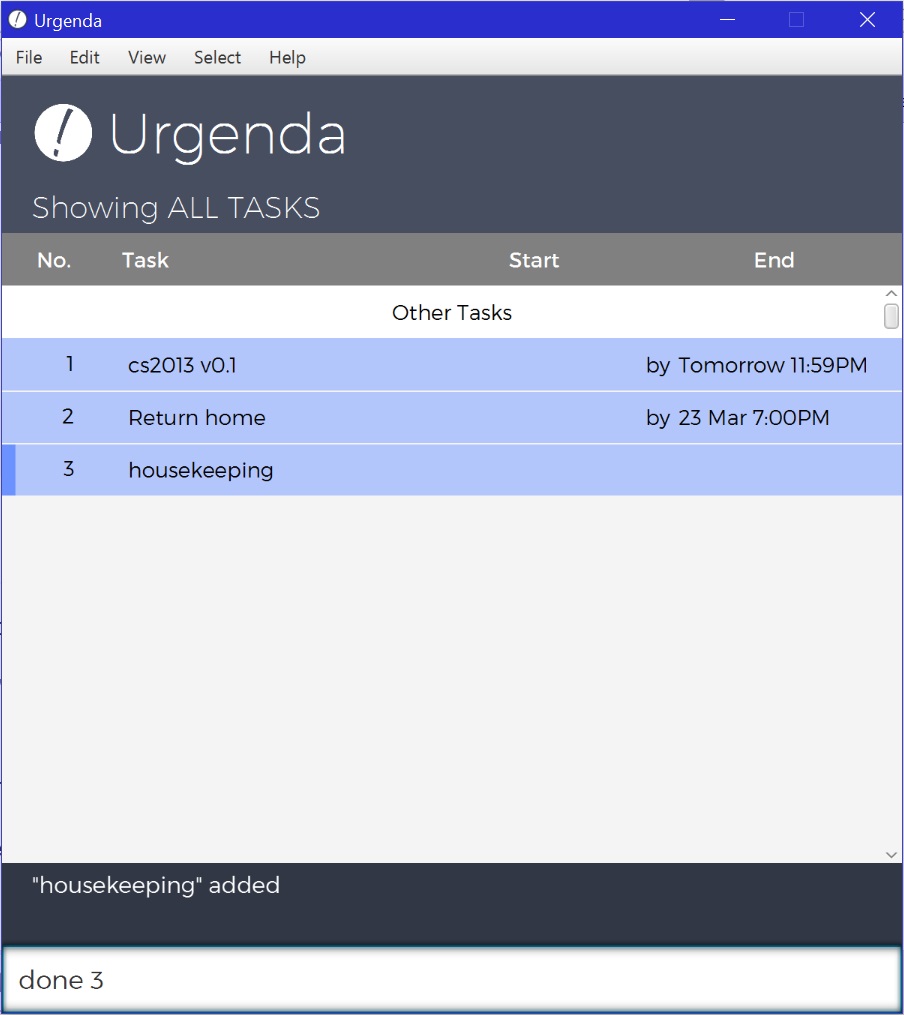 Urgenda
File Edit View Select Help
Urgenda
Showing ALL TASKS
No. Task Start End
Other Tasks
1 cs2013 v0.1 by Tomorrow 11:59PM
2 Return home by 23 Mar 7:00PM
3 housekeeping
"housekeeping" added
done 3